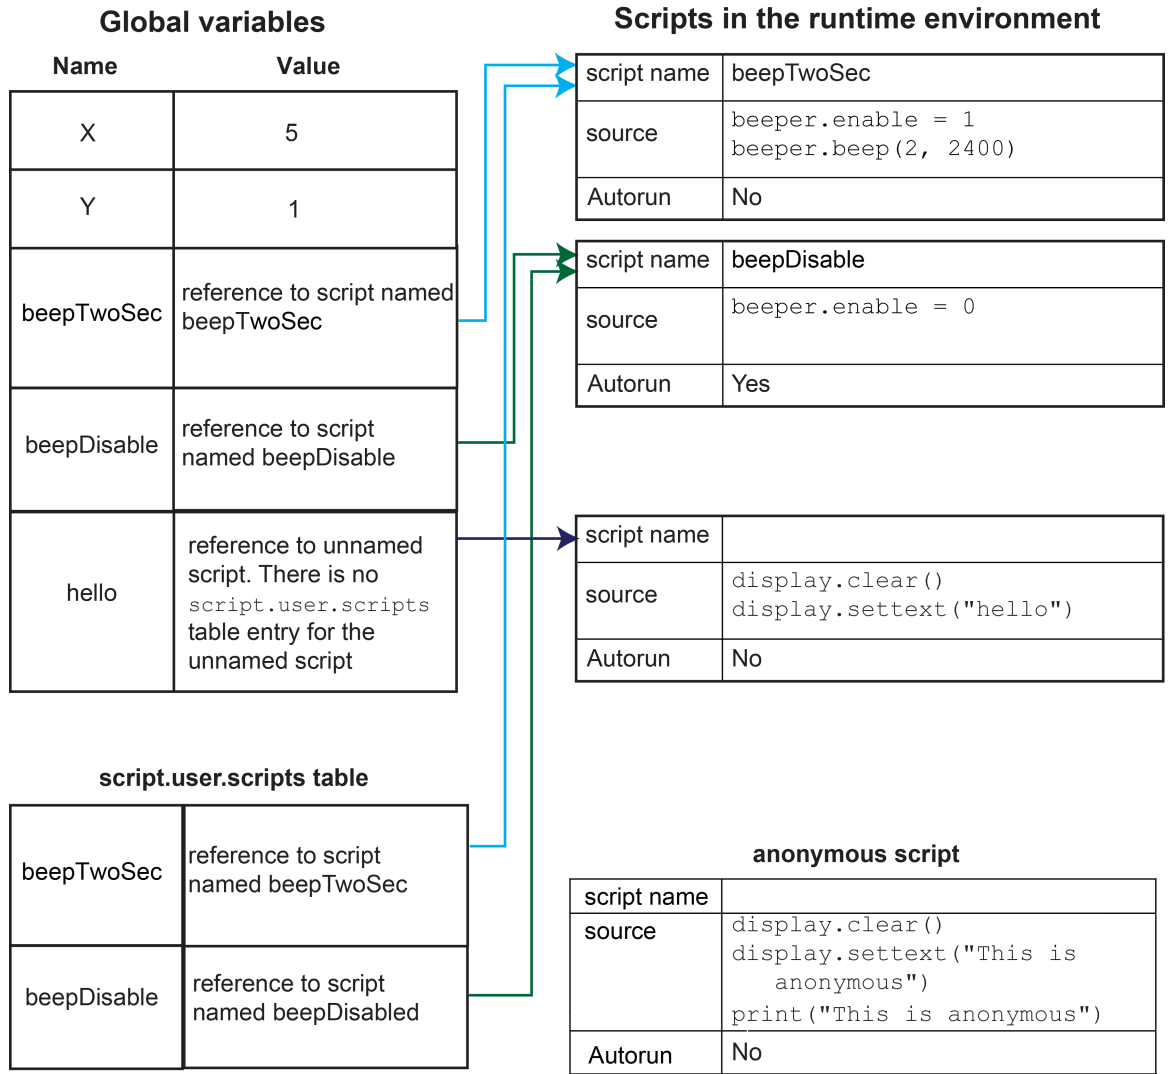 Global variables
Name Value
X 5
Y 1
beepTwoSec
reference to script named
beepTwoSec
beepDisable
reference to script
named beepDisable
hello
reference to unnamed
script. There is no
script.user.scripts
table entry for the
unnamed script
script.user.scripts table
beepTwoSec
reference to script
named beepTwoSec
beepDisable
reference to script
named beepDisabled
Scripts in the runtime environment
script name beepTwoSec
source
beeper.enable = 1
beeper.beep(2, 2400)
Autorun No
script name beepDisable
source
beeper.enable = 0
Autorun Yes
script name
source
display.clear()
display.settext("hello")
Autorun No
anonymous script
script name
source
display.clear()
display.settext("This is
anonymous")
print("This is anonymous")
Autorun No